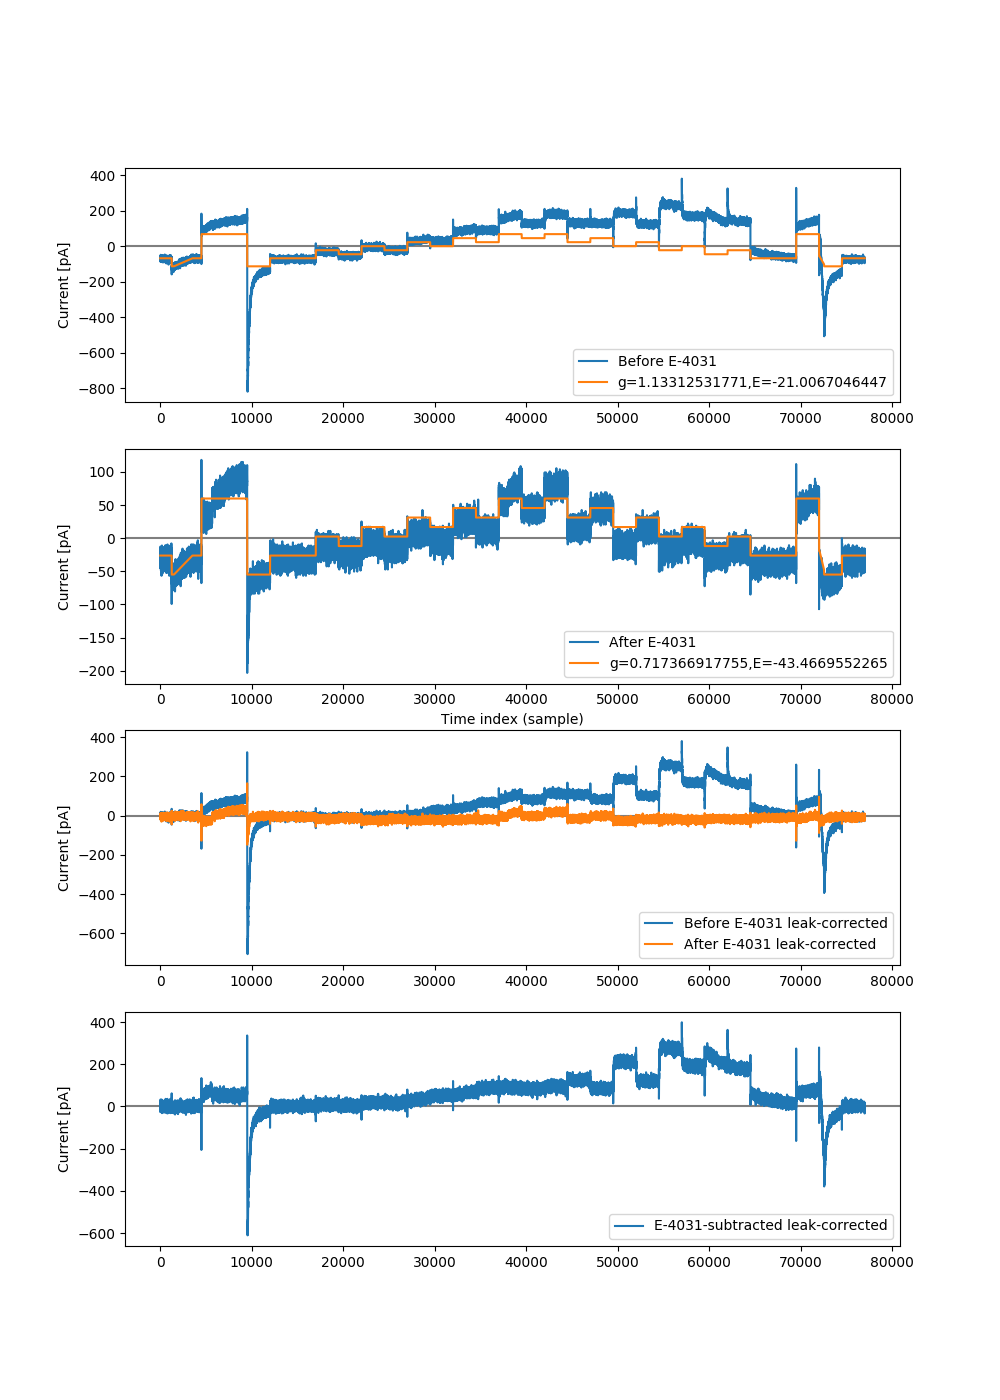 400
200
0
−200
−400
−600
−800
Current [pA]
Before E-4031
g=1.13312531771,E=-21.0067046447
0 10000 20000 30000 40000 50000 60000 70000 80000
100
50
0
−50
−100
−150
−200
Current [pA]
After E-4031
g=0.717366917755,E=-43.4669552265
0 10000 20000 30000 40000 50000 60000 70000 80000
Time index (sample)
400
200
0
−200
−400
−600
Current [pA]
Before E-4031 leak-corrected
After E-4031 leak-corrected
0 10000 20000 30000 40000 50000 60000 70000 80000
400
200
0
−200
−400
−600
Current [pA]
E-4031-subtracted leak-corrected
0 10000 20000 30000 40000 50000 60000 70000 80000